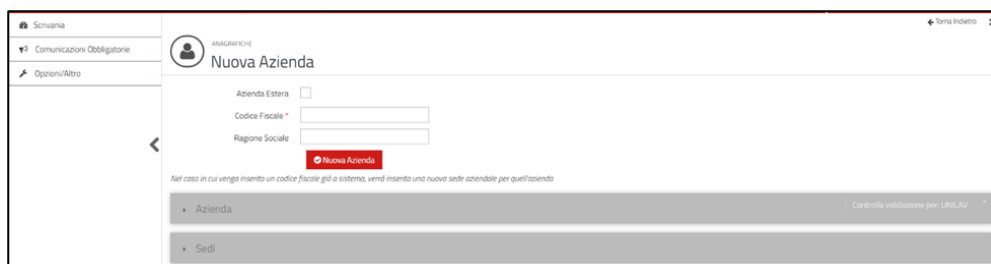 Scrivania
Torna Indietro
Comunicazioni Obbligatorie
ANAGRAFICHE
Nuova Azienda
Opzioni/Altro
Azienda Estera
Codice Fiscale *
Ragione Sociale
Nuova Azienda
Nel caso in cui venga inserito un codice fiscale già a sistema, verrà inserita una nuova sede aziendale per quell'azienda
Azienda
Controlla validazione per: UNILAV
Sedi